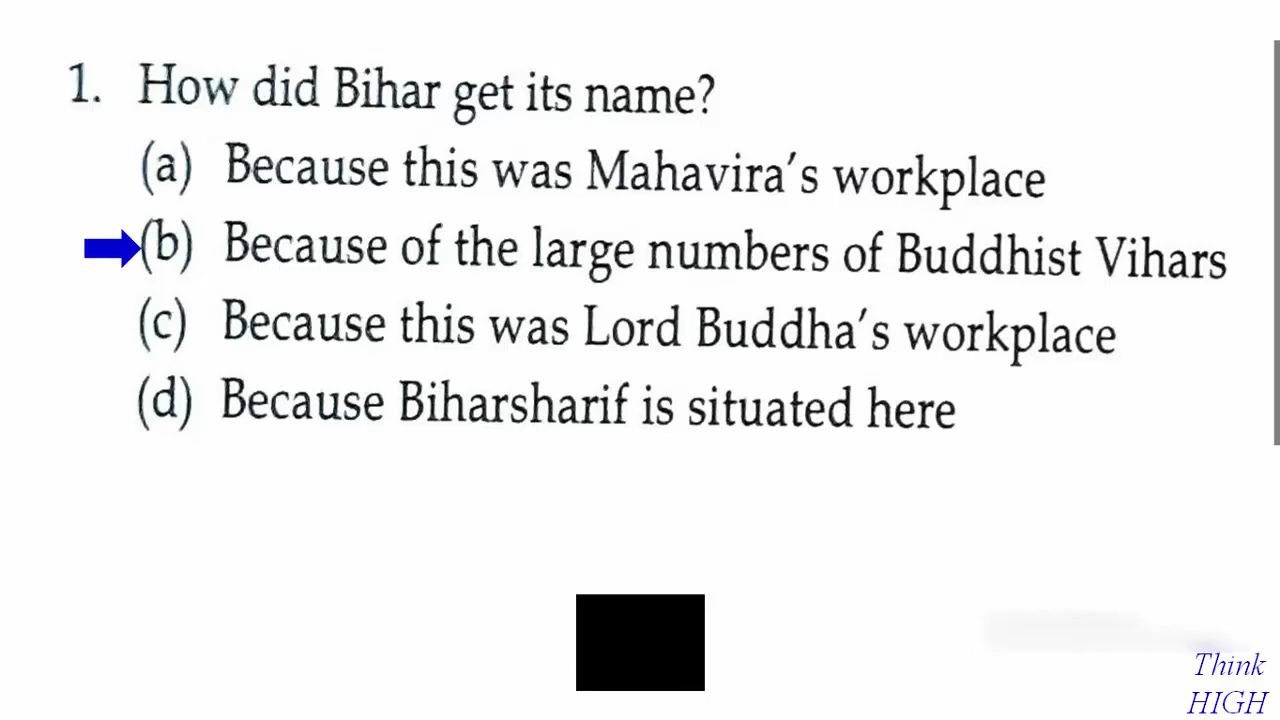 1. How did Bihar get its name?
(a) Because this was Mahavira's workplace
(b) Because of the large numbers of Buddhist Vihars
(c) Because this was Lord Buddha's workplace
(d) Because Biharsharif is situated here
Think
HIGH